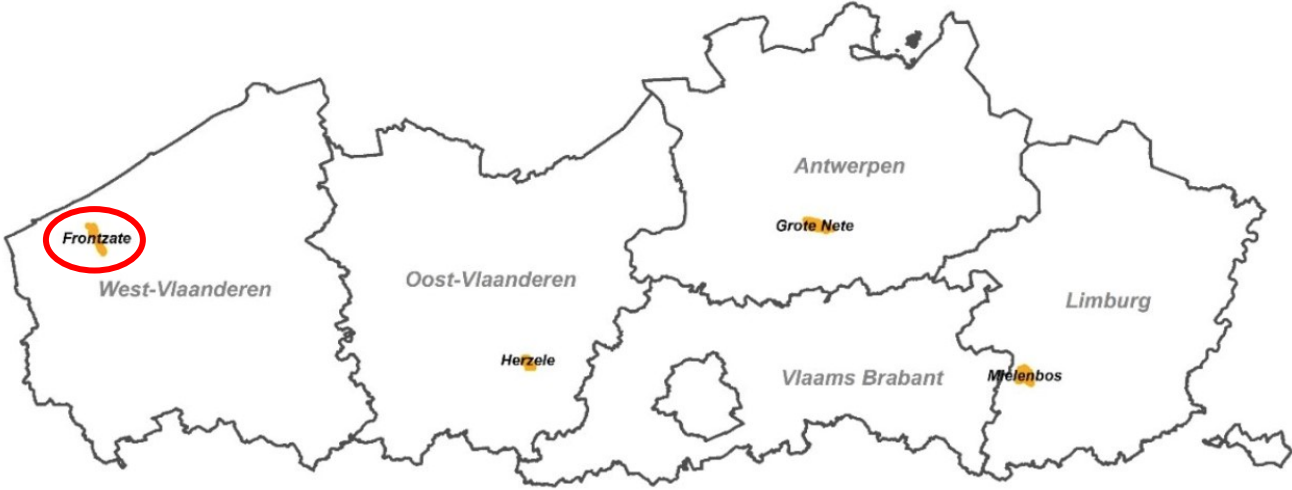 Antwerpen
Grote Nete
Frontzate
West-Vlaanderen
Oost-Vlaanderen
Limburg
Herzele
Vlaams Brabant
Mielenbos